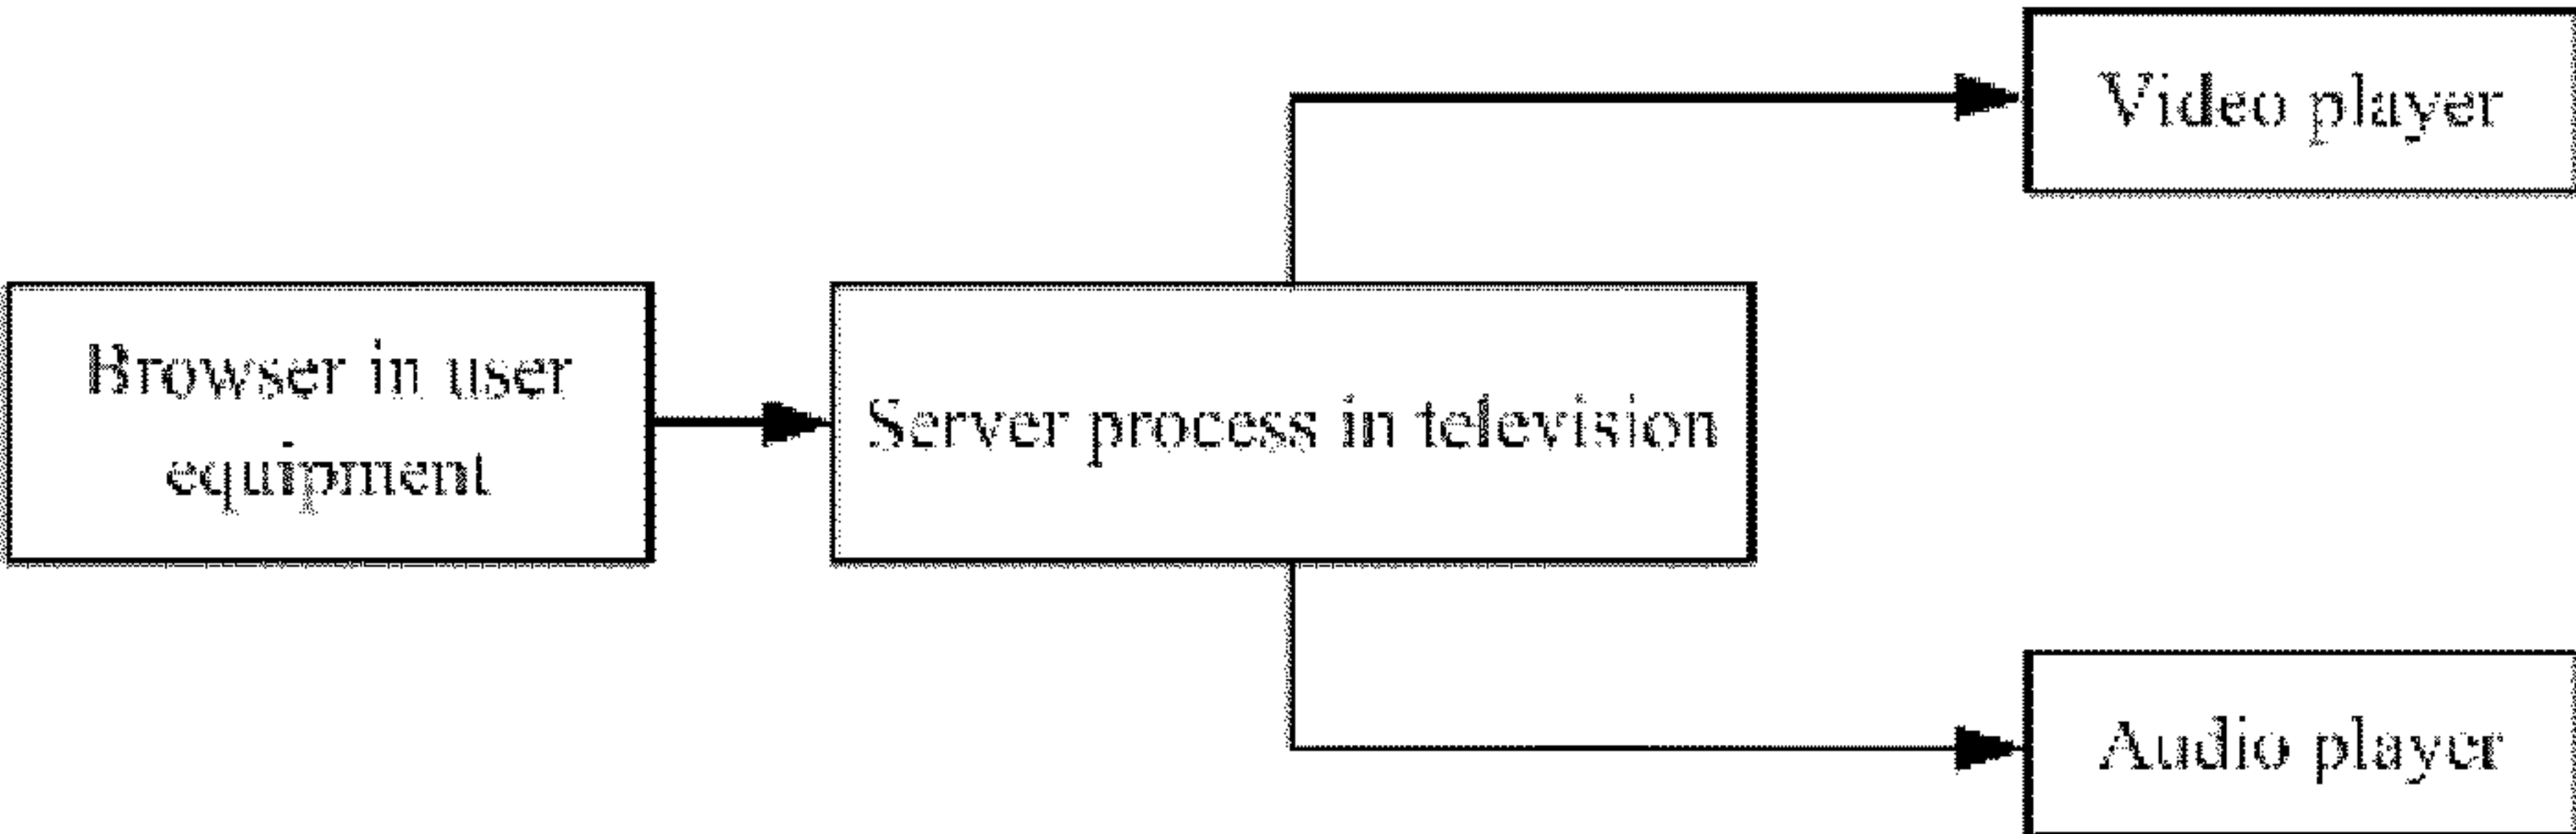 Video player
Browser in user
equipment
Server process in television
Audio player